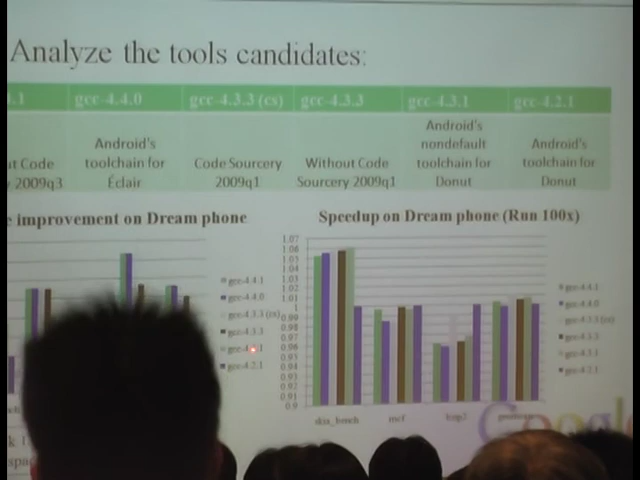 Analyze the tools candidates:
.1 gcc-4.4.0 gcc-4.3.3 (cs) gcc-4.3.3 gcc-4.3.1 gcc-4.2.1
ut Code
y 2009q3
Android's
toolchain for
Éclair
Code Sourcery
2009q1
Without Code
Sourcery 2009q1
Android's
nondefault
toolchain for
Donut
Android's
toolchain for
Donut
e improvement on Dream phone
gcc-4.4.1
gcc-4.4.0
gcc-4.3.3 (cs)
gcc-4.3.3
gcc-4.2.1
Speedup on Dream phone (Run 100x)
1.07
1.06
1.05
1.04
1.03
1.02
1.01
1
0.99
0.98
0.97
0.96
0.95
0.94
0.93
0.92
0.91
0.9
skia_bench mcf
gcc-4.4.1
gcc-4.4.0
gcc-4.3.3 (cs)
gcc-4.3.3
gcc-4.3.1
gcc-4.2.1
Google